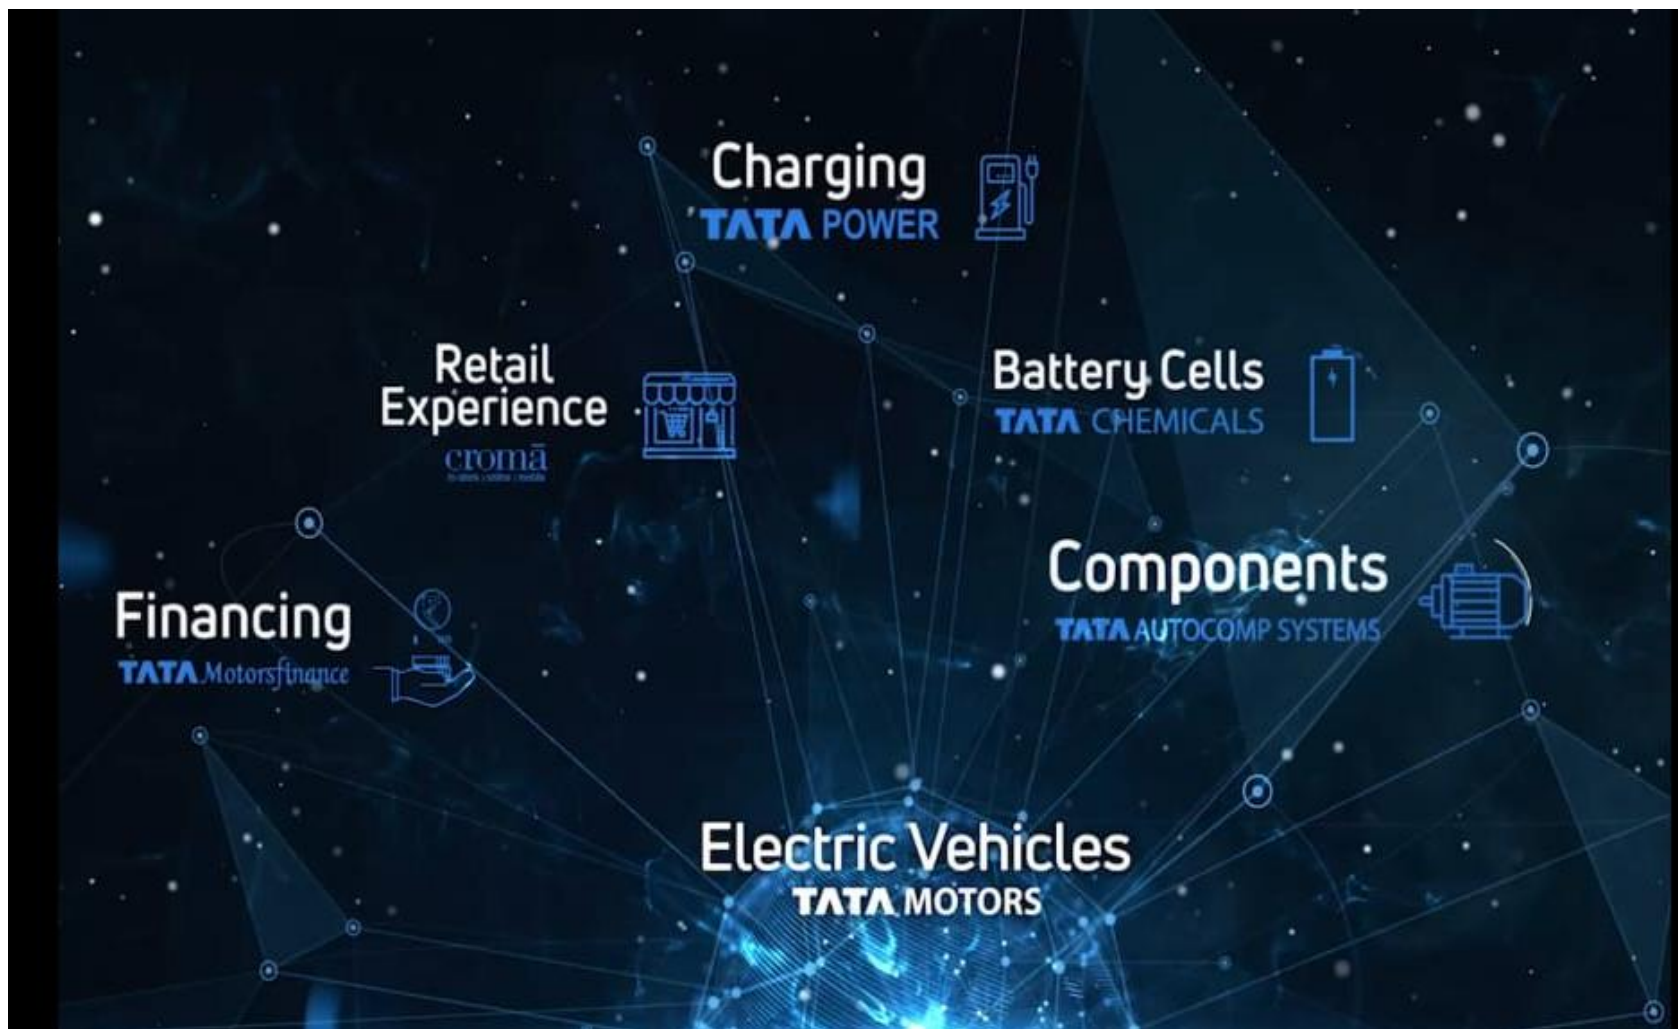 Charging
TATA POWER
Retail
Experience
cromā
Battery Cells
TATA CHEMICALS
Financing
TATA Motorsfinance
Components
TATA AUTOCOMP SYSTEMS
Electric Vehicles
TATA MOTORS